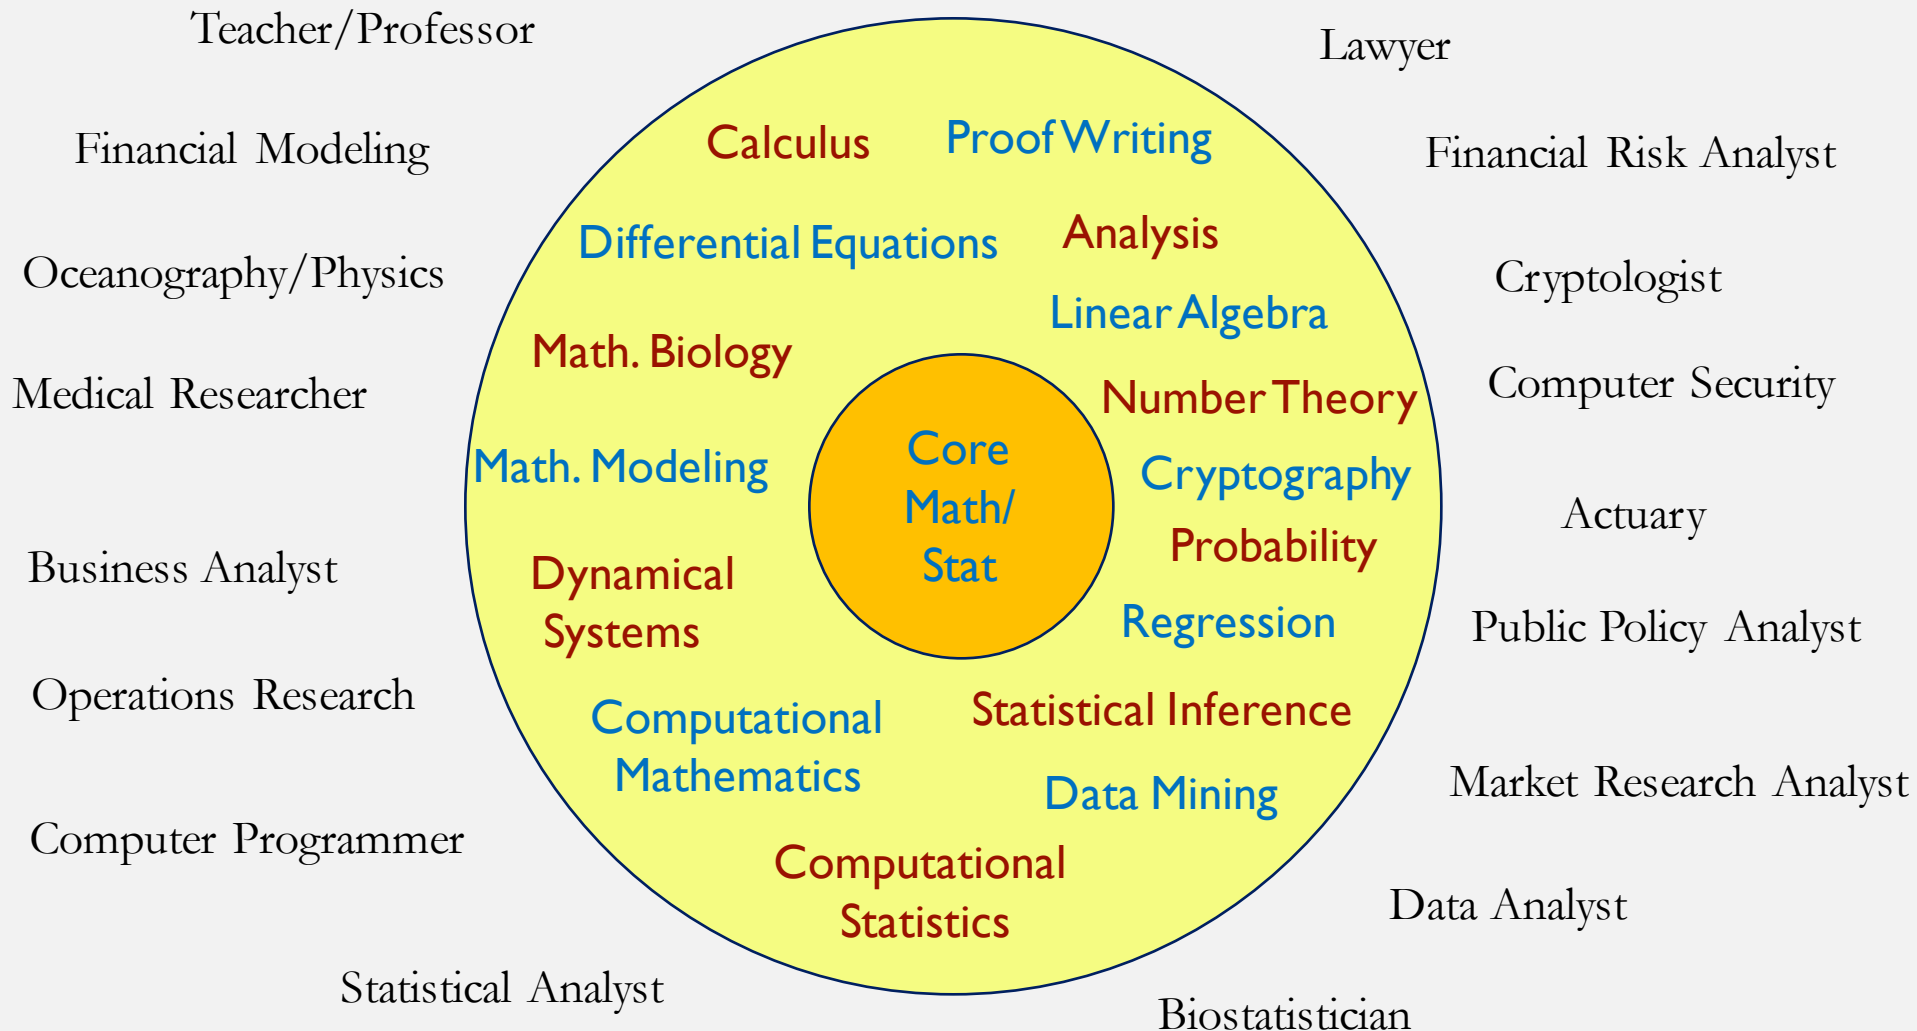 Teacher/Professor
Lawyer
Calculus
Proof Writing
Financial Modeling
Financial Risk Analyst
Differential Equations
Analysis
Oceanography/Physics
Cryptologist
Linear Algebra
Math. Biology
Medical Researcher
Number Theory
Computer Security
Core
Math/
Stat
Math. Modeling
Cryptography
Actuary
Probability
Business Analyst
Dynamical
Systems
Regression
Public Policy Analyst
Operations Research
Computational
Mathematics
Statistical Inference
Data Mining
Market Research Analyst
Computer Programmer
Computational
Statistics
Data Analyst
Statistical Analyst
Biostatistician